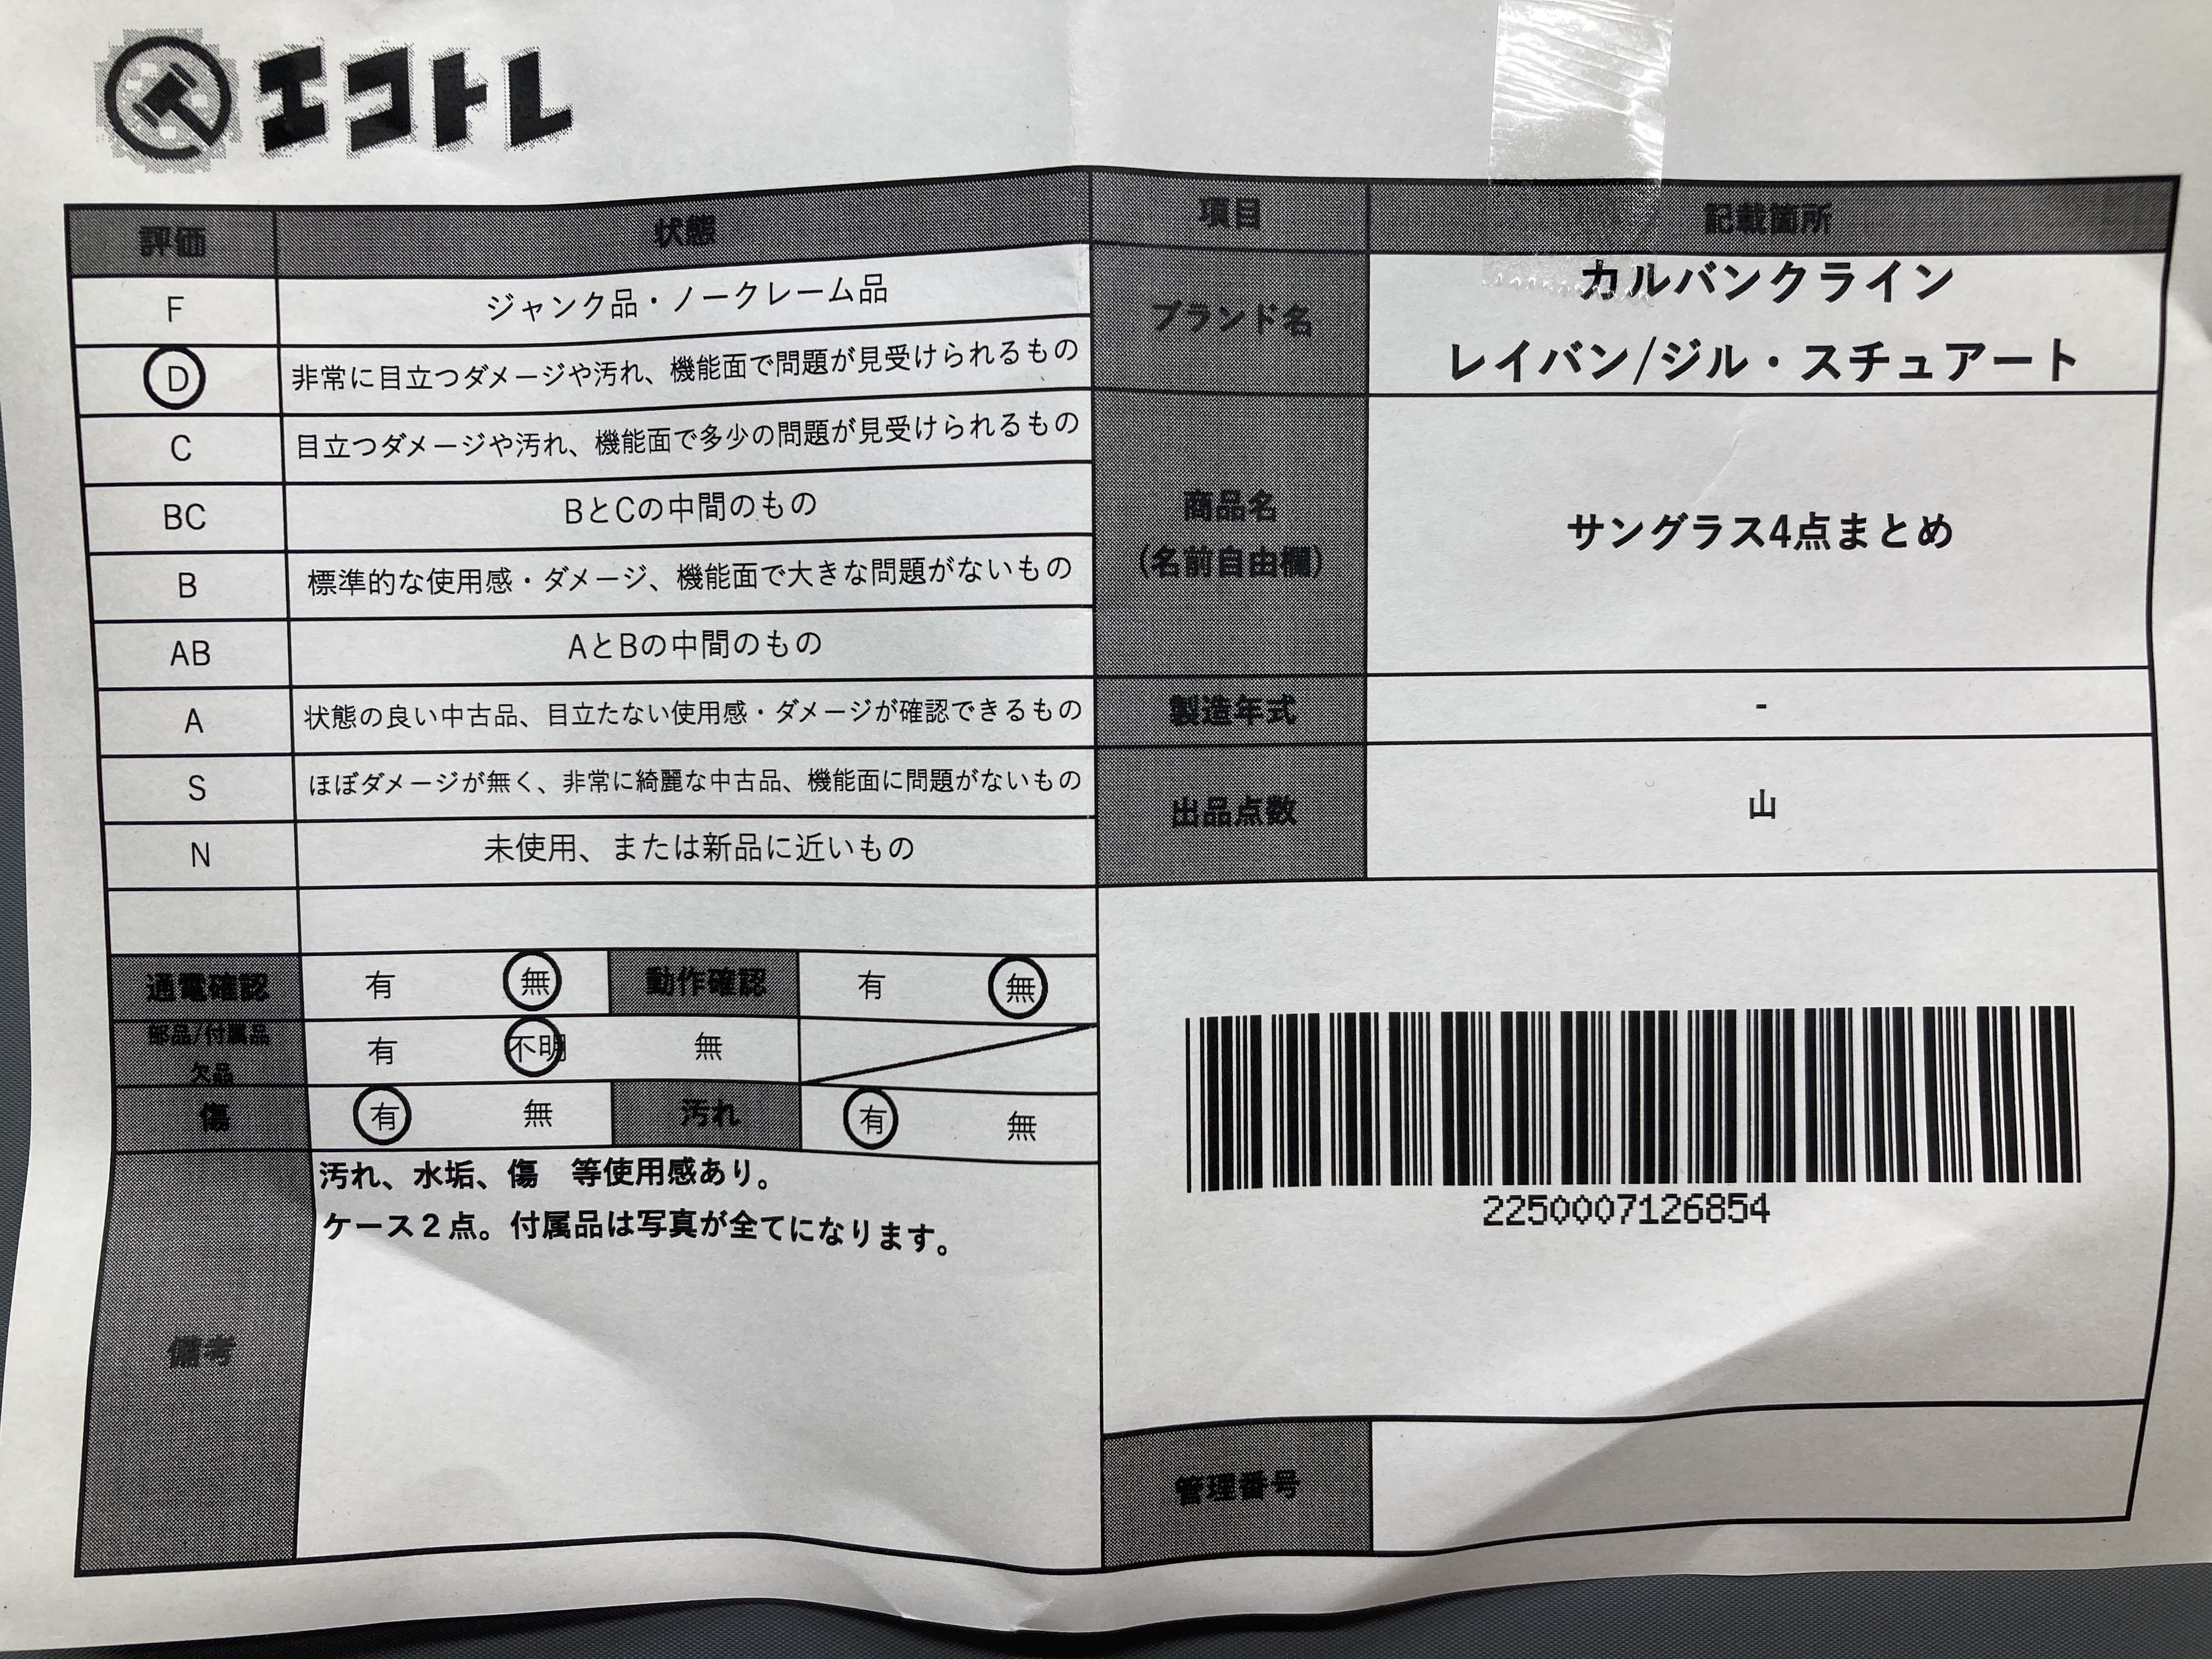 エコトレ
評価 状態
F ジャンク品・ノークレーム品
D 非常に目立つダメージや汚れ、機能面で問題が見受けられるもの
C 目立つダメージや汚れ、機能面で多少の問題が見受けられるもの
BC BとCの中間のもの
B 標準的な使用感・ダメージ、機能面で大きな問題がないもの
AB AとBの中間のもの
A 状態の良い中古品、目立たない使用感・ダメージが確認できるもの
S ほぼダメージが無く、非常に綺麗な中古品、機能面に問題がないもの
N 未使用、または新品に近いもの
通電確認 有 無 動作確認 有 無
部品/付属品
欠品
有 不明 無
傷 有 無 汚れ 有 無
備考
汚れ、水垢、傷 等使用感あり。
ケース2点。付属品は写真が全てになります。
項目 記載箇所
ブランド名
カルバンクライン
レイバン/ジル・スチュアート
商品名
(名前自由欄)
サングラス4点まとめ
製造年式 -
出品点数 山
2250007126854
管理番号